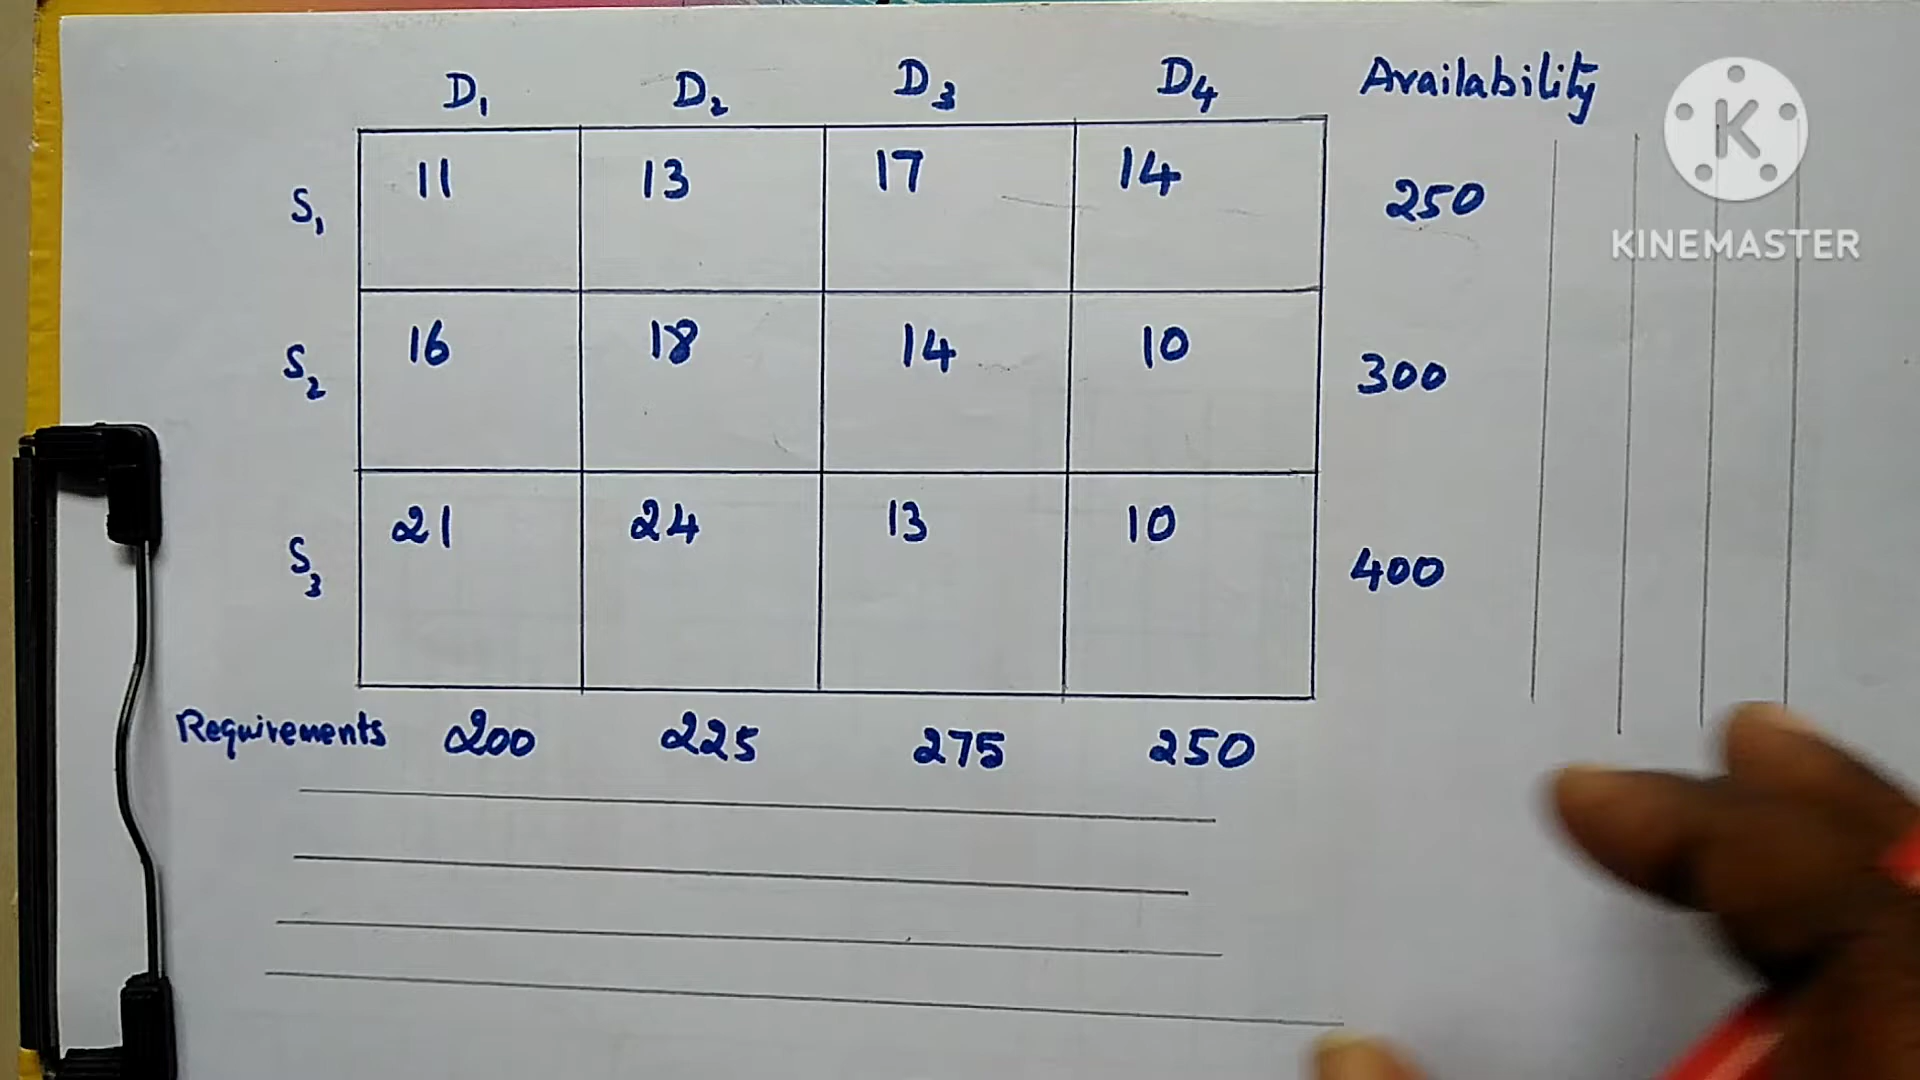 D1 D2 D3 D4 Availability
S1 11 13 17 14 250
K
KINEMASTER
S2 16 18 14 10 300
S3 21 24 13 10 400
Requirements 200 225 275 250